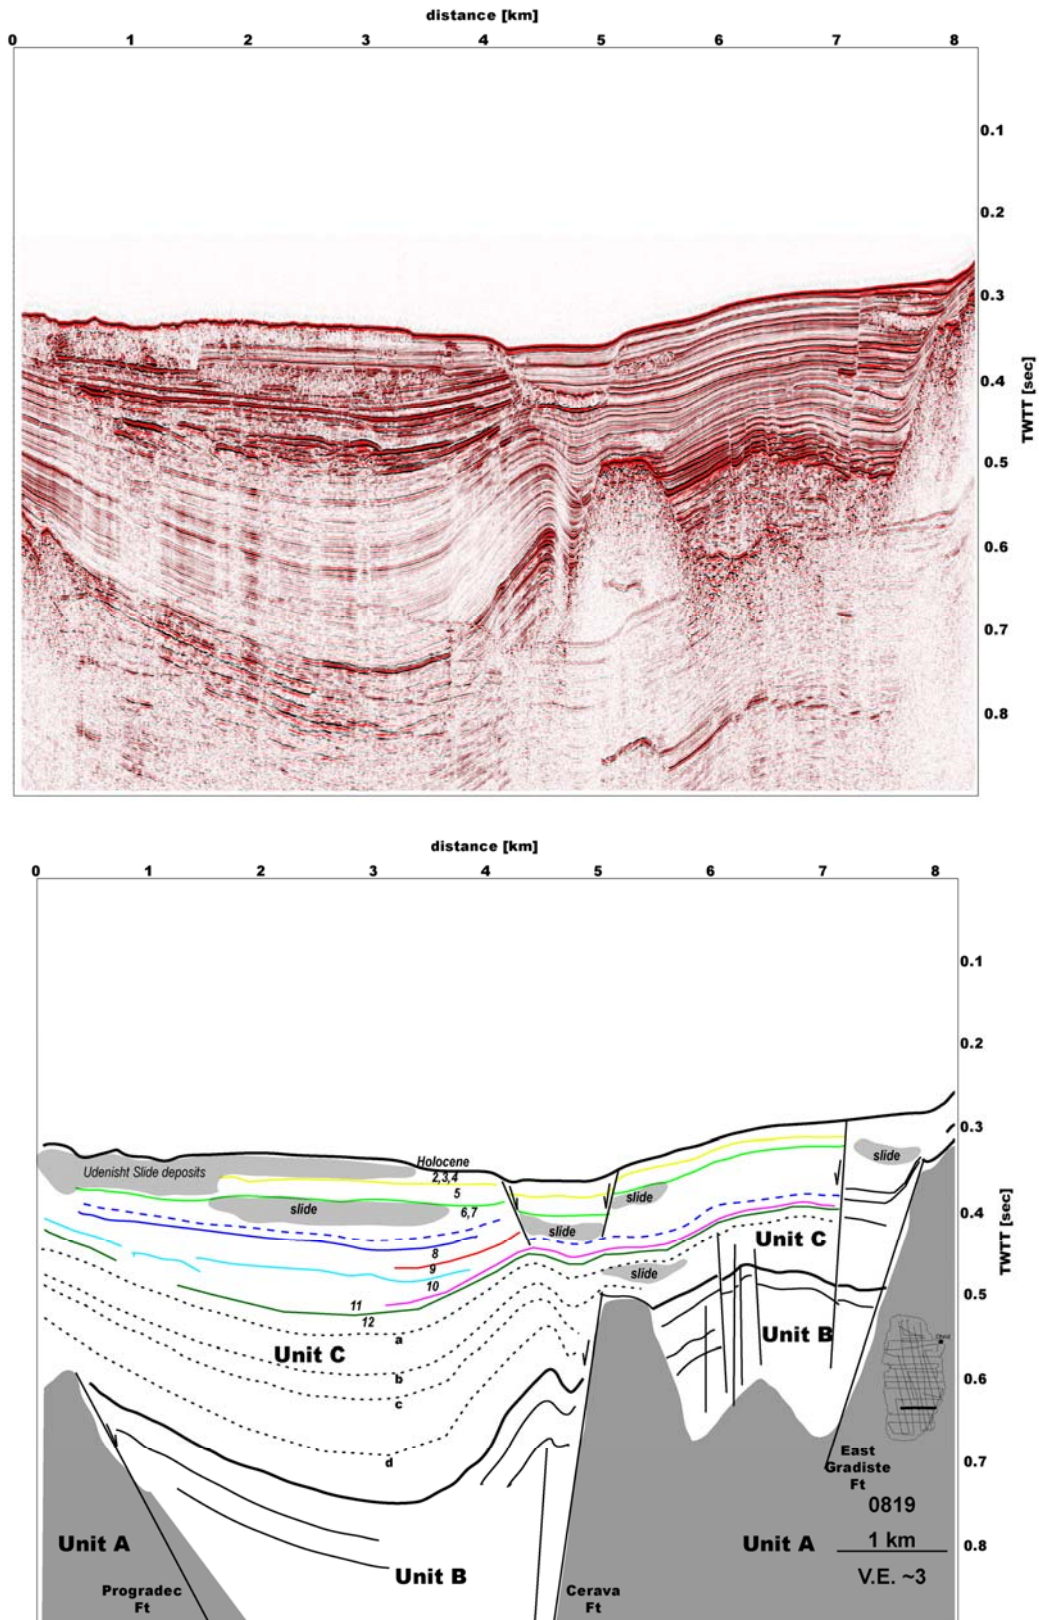 distance [km]
0 1 2 3 4 5 6 7 8
0.1
0.2
0.3
0.4
TWTT [sec]
0.5
0.6
0.7
0.8
distance [km]
0 1 2 3 4 5 6 7 8
0.1
0.2
0.3
Udenisht Slide deposits
Holocene
2,3,4
slide
5
slide
slide
6,7
slide
0.4
8
Unit C
TWTT [sec]
9
slide
10
0.5
11
12
a
Unit B
Unit C
b
0.6
c
d
East
Gradiste
Ft
0.7
0819
Unit A
Unit A
1 km
0.8
Unit B
V.E. ~3
Progradec
Ft
Cerava
Ft